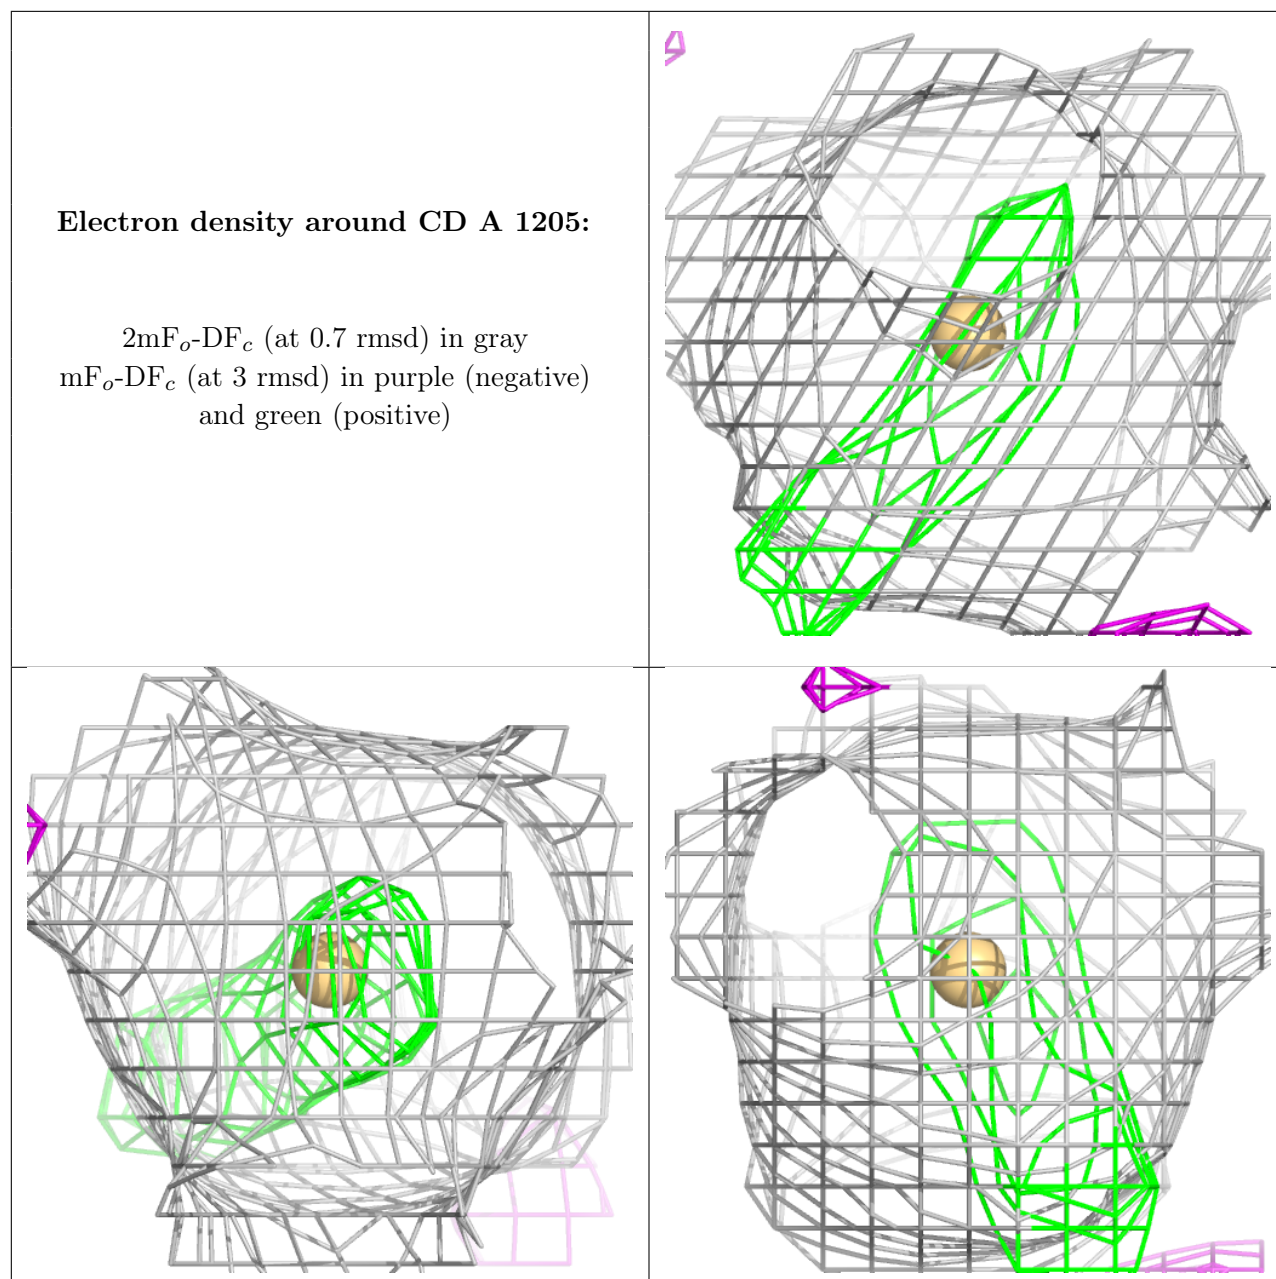 Electron density around CD A 1205:
2mFo-DFc (at 0.7 rmsd) in gray
mFo-DFc (at 3 rmsd) in purple (negative)
and green (positive)